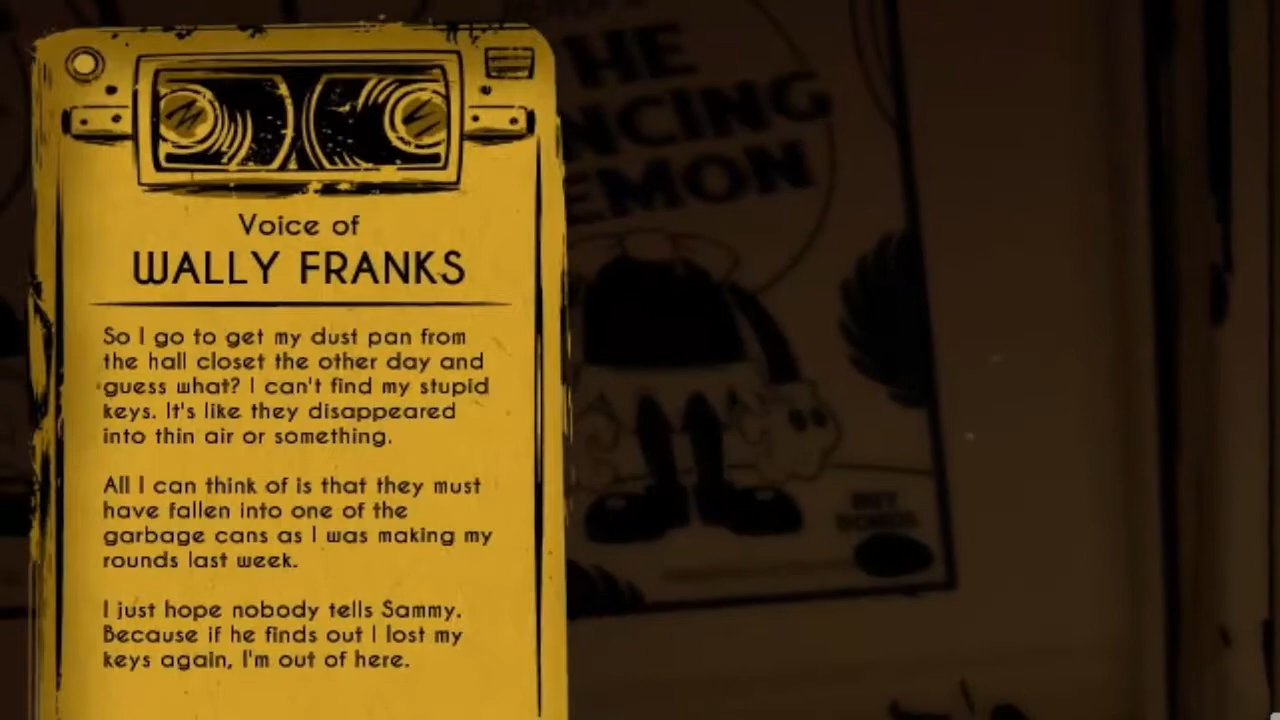 HE
NCING
EMON
Voice of
WALLY FRANKS
So I go to get my dust pan from
the hall closet the other day and
guess what? I can't find my stupid
keys. It's like they disappeared
into thin air or something.
All I can think of is that they must
have fallen into one of the
garbage cans as I was making my
rounds last week.
I just hope nobody tells Sammy.
Because if he finds out I lost my
keys again, I'm out of here.